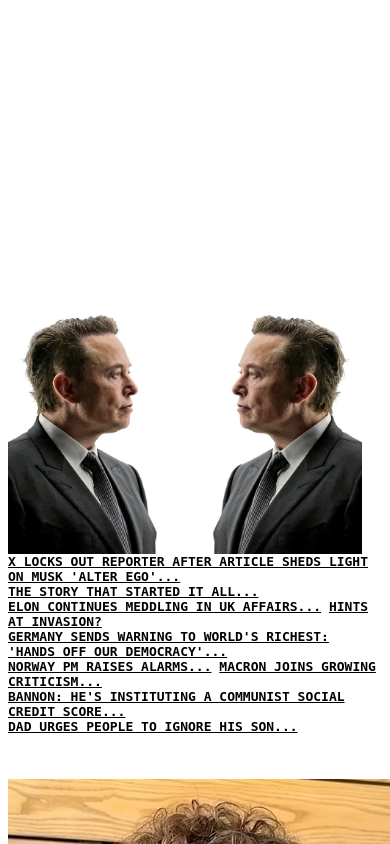 X LOCKS OUT REPORTER AFTER ARTICLE SHEDS LIGHT
ON MUSK 'ALTER EGO'...
THE STORY THAT STARTED IT ALL...
ELON CONTINUES MEDDLING IN UK AFFAIRS... HINTS
AT INVASION?
GERMANY SENDS WARNING TO WORLD'S RICHEST:
'HANDS OFF OUR DEMOCRACY'...
NORWAY PM RAISES ALARMS... MACRON JOINS GROWING
CRITICISM...
BANNON: HE'S INSTITUTING A COMMUNIST SOCIAL
CREDIT SCORE...
DAD URGES PEOPLE TO IGNORE HIS SON...